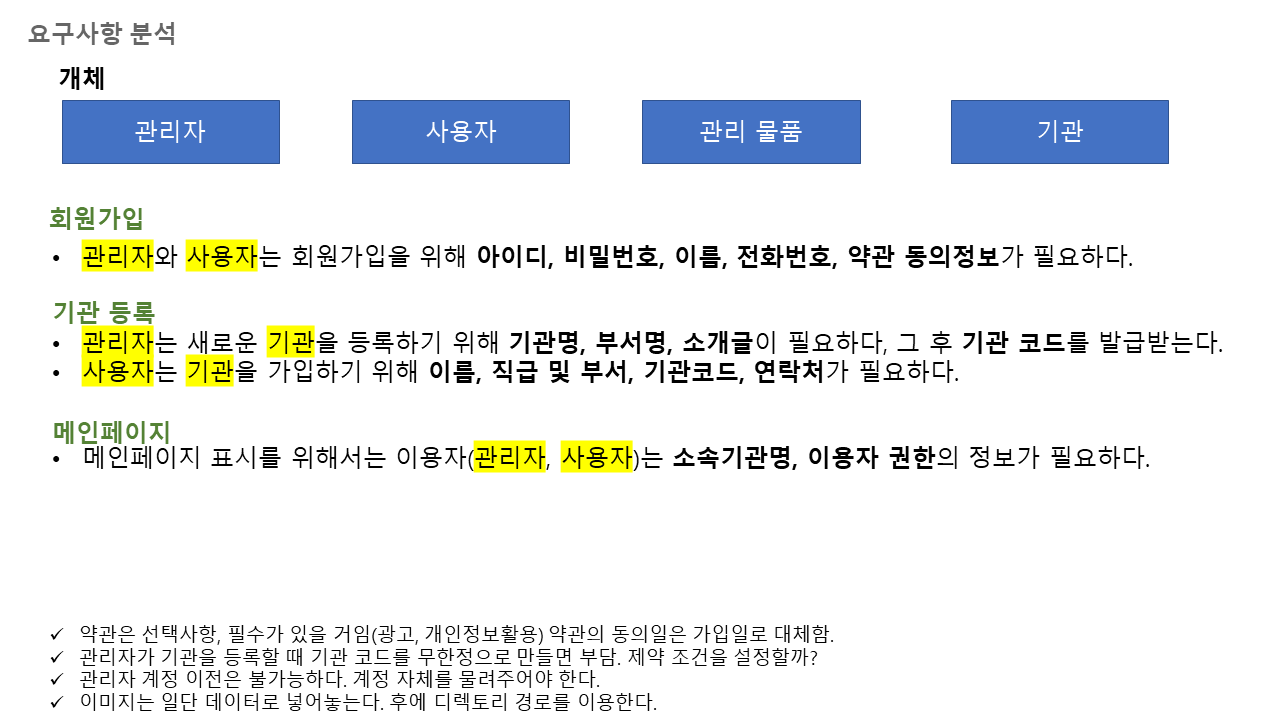 요구사항 분석
개체
관리자
사용자
관리 물품
기관
회원가입
• 관리자와 사용자는 회원가입을 위해 아이디, 비밀번호, 이름, 전화번호, 약관 동의정보가 필요하다.
기관 등록
• 관리자는 새로운 기관을 등록하기 위해 기관명, 부서명, 소개글이 필요하다, 그 후 기관 코드를 발급받는다.
• 사용자는 기관을 가입하기 위해 이름, 직급 및 부서, 기관코드, 연락처가 필요하다.
메인페이지
• 메인페이지 표시를 위해서는 이용자(관리자, 사용자)는 소속기관명, 이용자 권한의 정보가 필요하다.
✓ 약관은 선택사항, 필수가 있을 거임(광고, 개인정보활용) 약관의 동의일은 가입일로 대체함.
✓ 관리자가 기관을 등록할 때 기관 코드를 무한정으로 만들면 부담. 제약 조건을 설정할까?
✓ 관리자 계정 이전은 불가능하다. 계정 자체를 물려주어야 한다.
✓ 이미지는 일단 데이터로 넣어놓는다. 후에 디렉토리 경로를 이용한다.